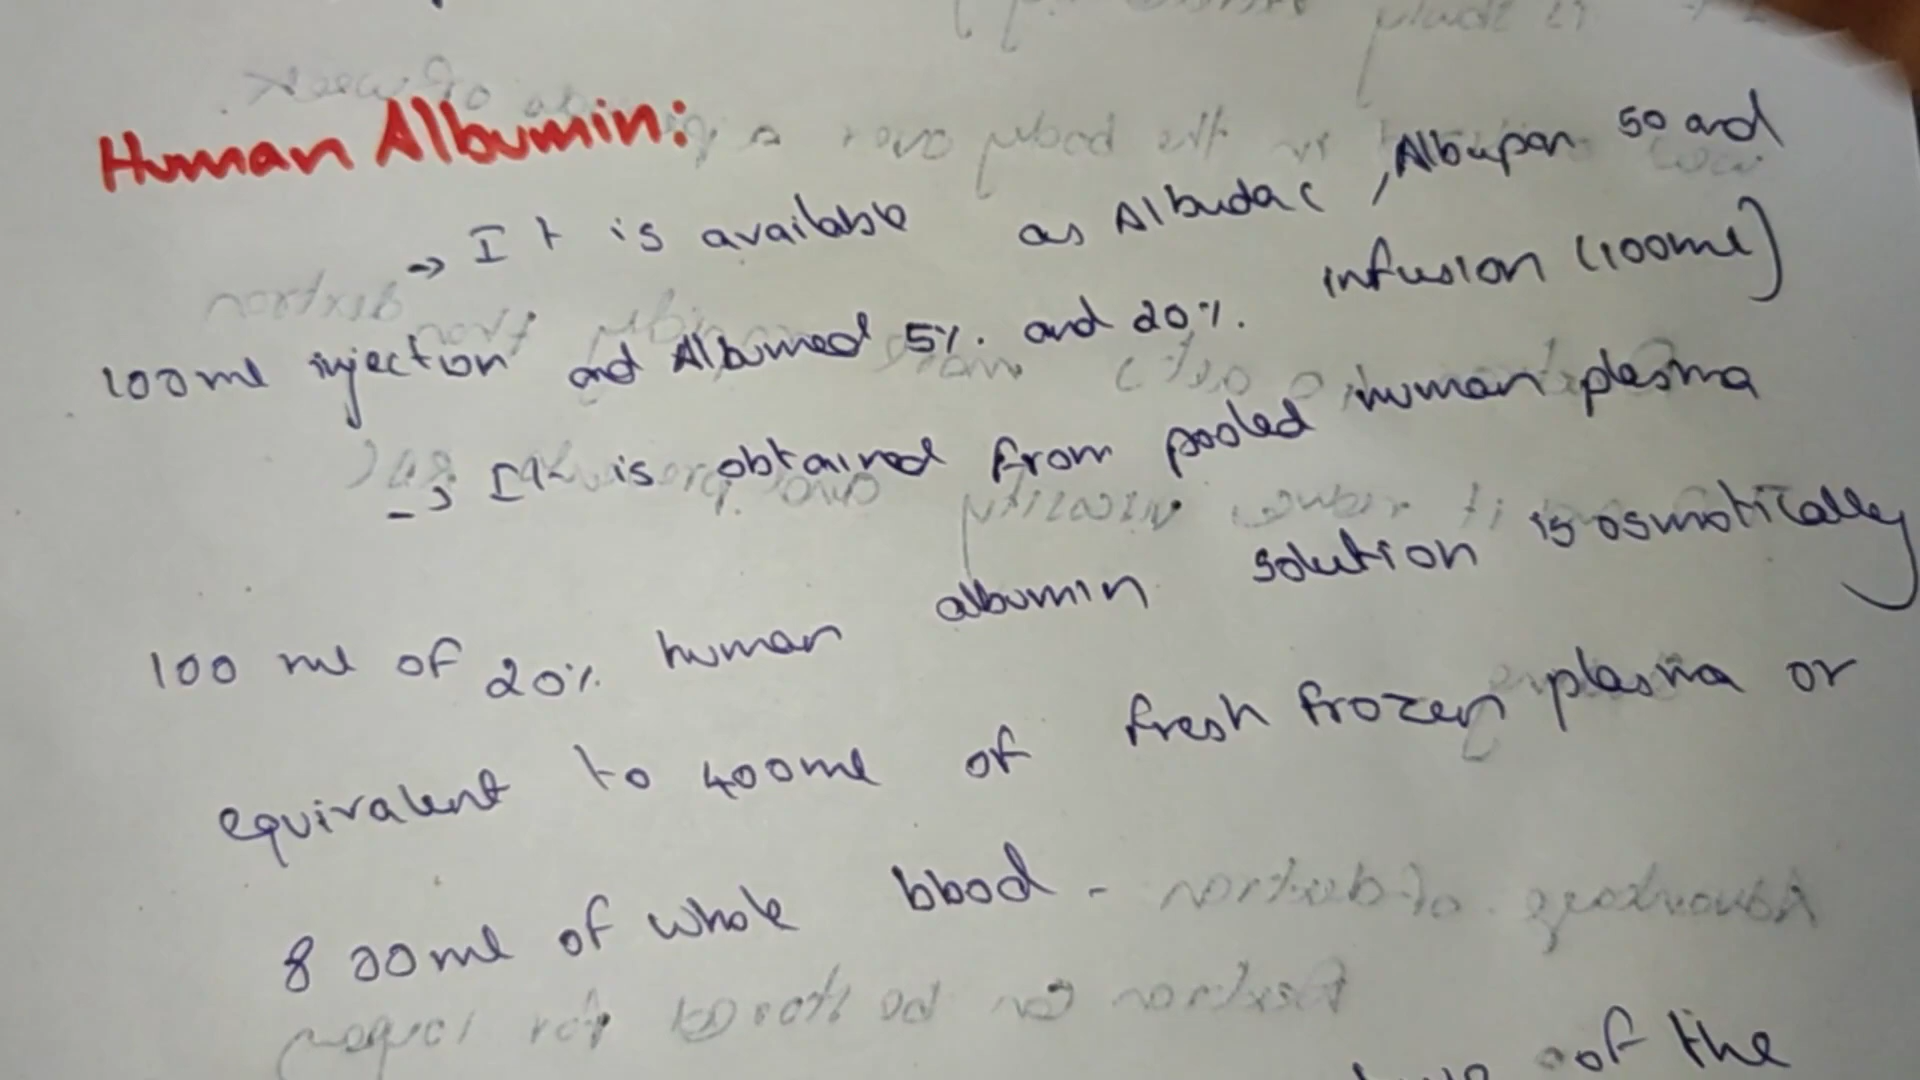 Human Albumin:
→ It is available as Albudac, Albupan 50 and
100ml injection and Albumed 5%. and 20%. infusion (100ml)
→ It is obtained from pooled human plasma
100 ml of 20%. human albumin solution is osmotically
equivalent to 400ml of fresh frozen plasma or
800ml of whole blood -
of the